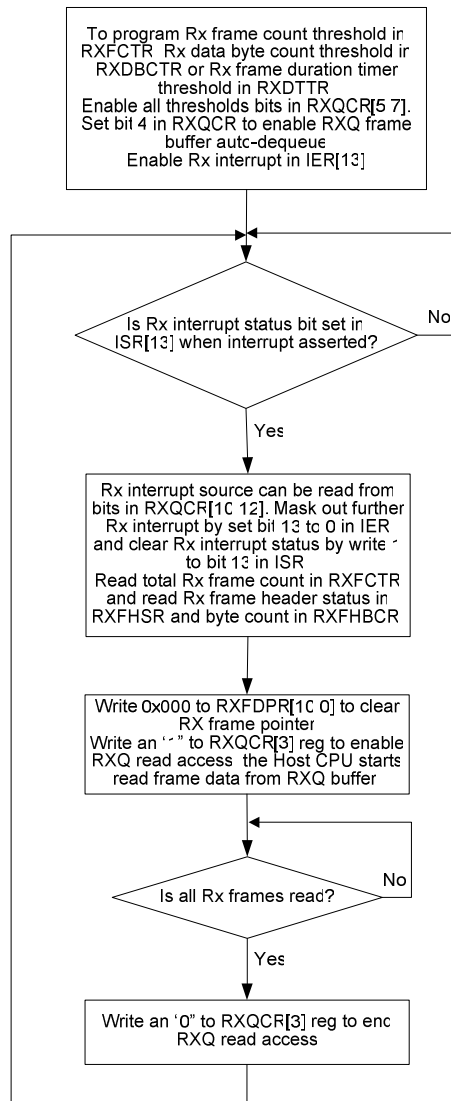 To program Rx frame count threshold in
RXFCTR Rx data byte count threshold in
RXDBCTR or Rx frame duration timer
threshold in RXDTTR
Enable all thresholds bits in RXQCR[5 7].
Set bit 4 in RXQCR to enable RXQ frame
buffer auto-dequeue
Enable Rx interrupt in IER[13]
Is Rx interrupt status bit set in
ISR[13] when interrupt asserted?
No
Yes
Rx interrupt source can be read from
bits in RXQCR[10 12]. Mask out further
Rx interrupt by set bit 13 to 0 in IER
and clear Rx interrupt status by write 1
to bit 13 in ISR
Read total Rx frame count in RXFCTR
and read Rx frame header status in
RXFHSR and byte count in RXFHBCR
Write 0x000 to RXFDPR[10 0] to clear
RX frame pointer
Write an “1” to RXQCR[3] reg to enable
RXQ read access the Host CPU starts
read frame data from RXQ buffer
Is all Rx frames read?
No
Yes
Write an “0” to RXQCR[3] reg to end
RXQ read access